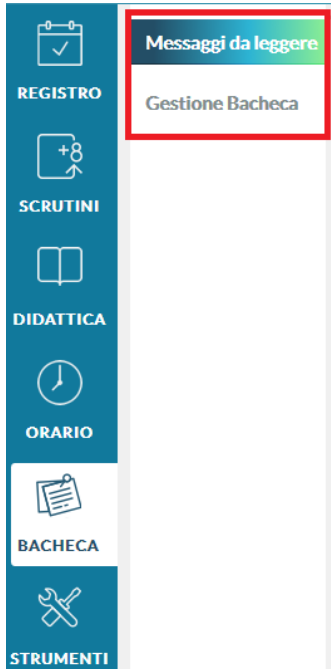 REGISTRO
+8
SCRUTINI
DIDATTICA
ORARIO
BACHECA
STRUMENTI
Messaggi da leggere
Gestione Bacheca